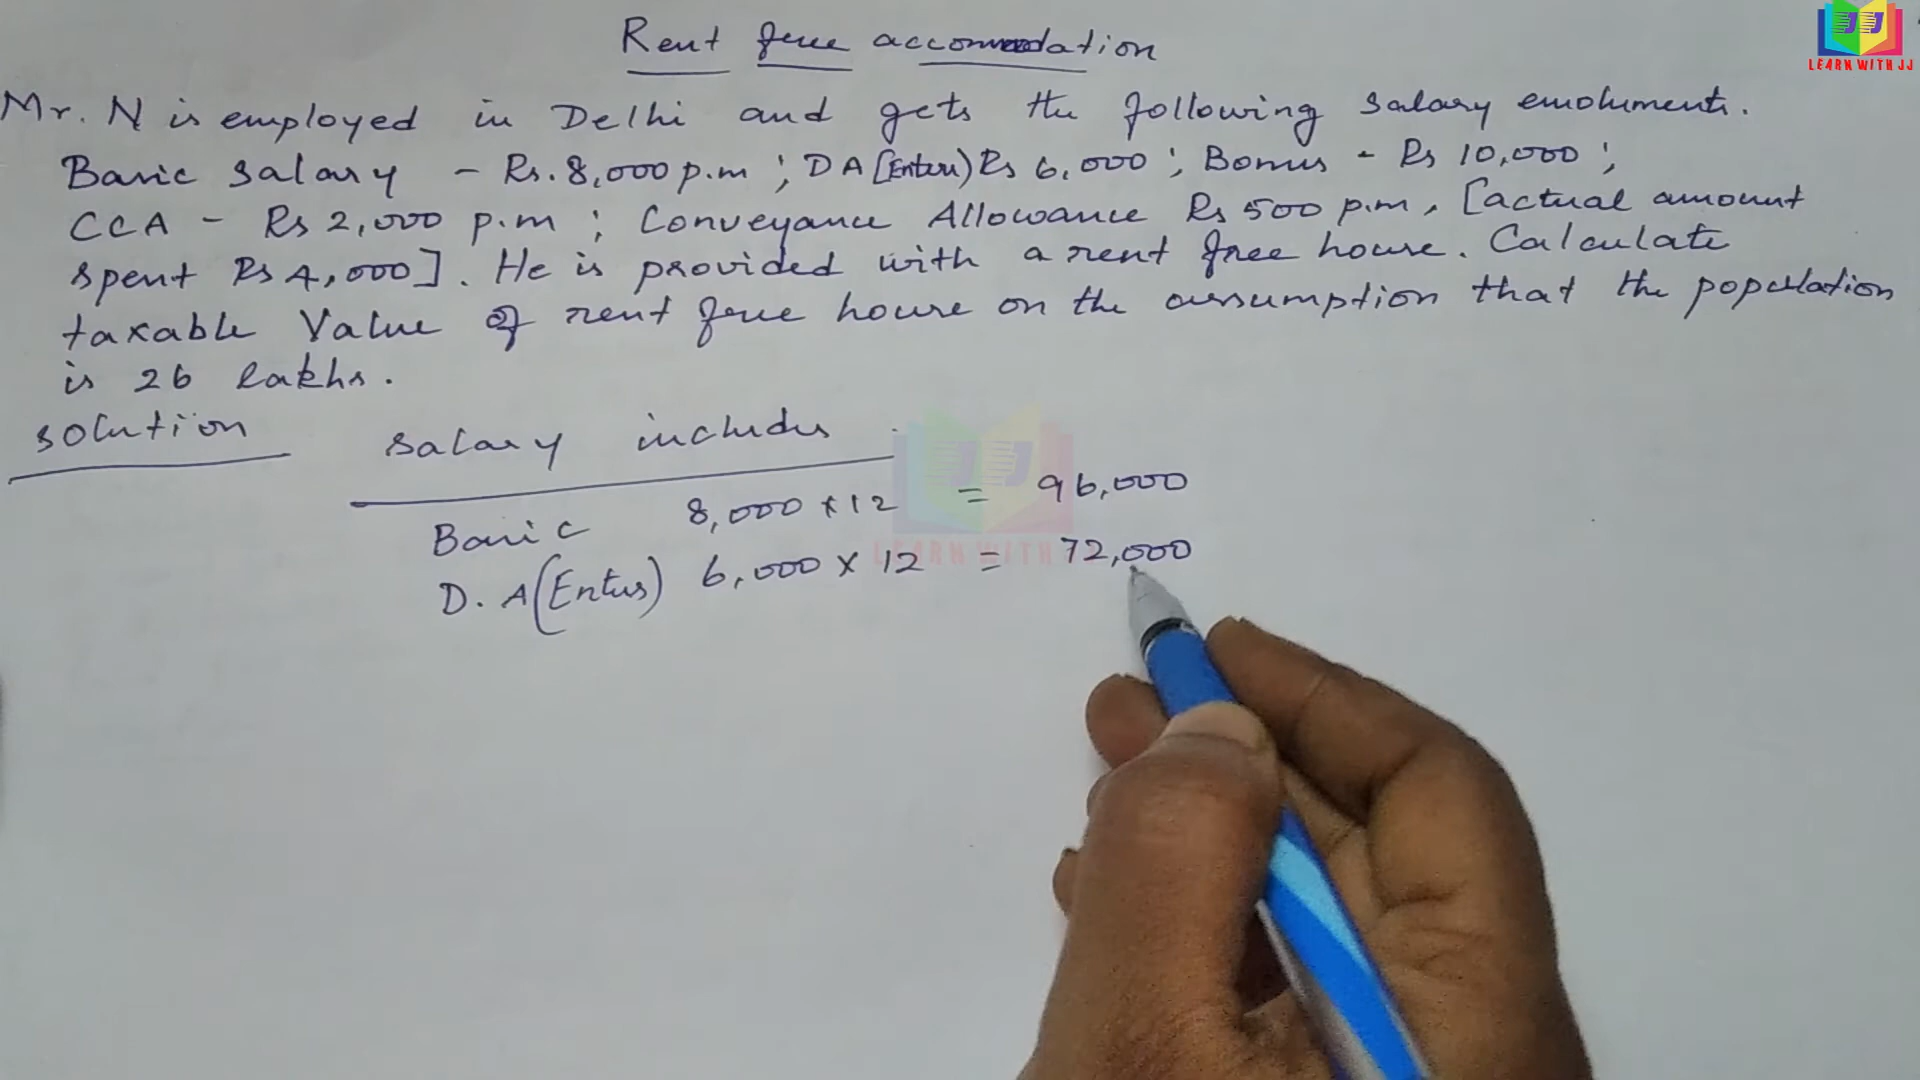 Rent free accommodation
LEARN WITH JJ
Mr. N is employed in Delhi and gets the following salary emoluments.
Basic salary - Rs. 8,000 p.m ; DA (Enters) Rs 6,000 ; Bonus - Rs 10,000 ;
CCA - Rs 2,000 p.m ; Conveyance Allowance Rs 500 p.m, [actual amount
spent Rs 4,000]. He is provided with a rent free house. Calculate
taxable Value of rent free house on the assumption that the population
is 26 lakhs.
Solution
Salary includes
Basic 8,000 x 12 = 96,000
D.A (Enters) 6,000 x 12 = 72,000
LEARN WITH JJ